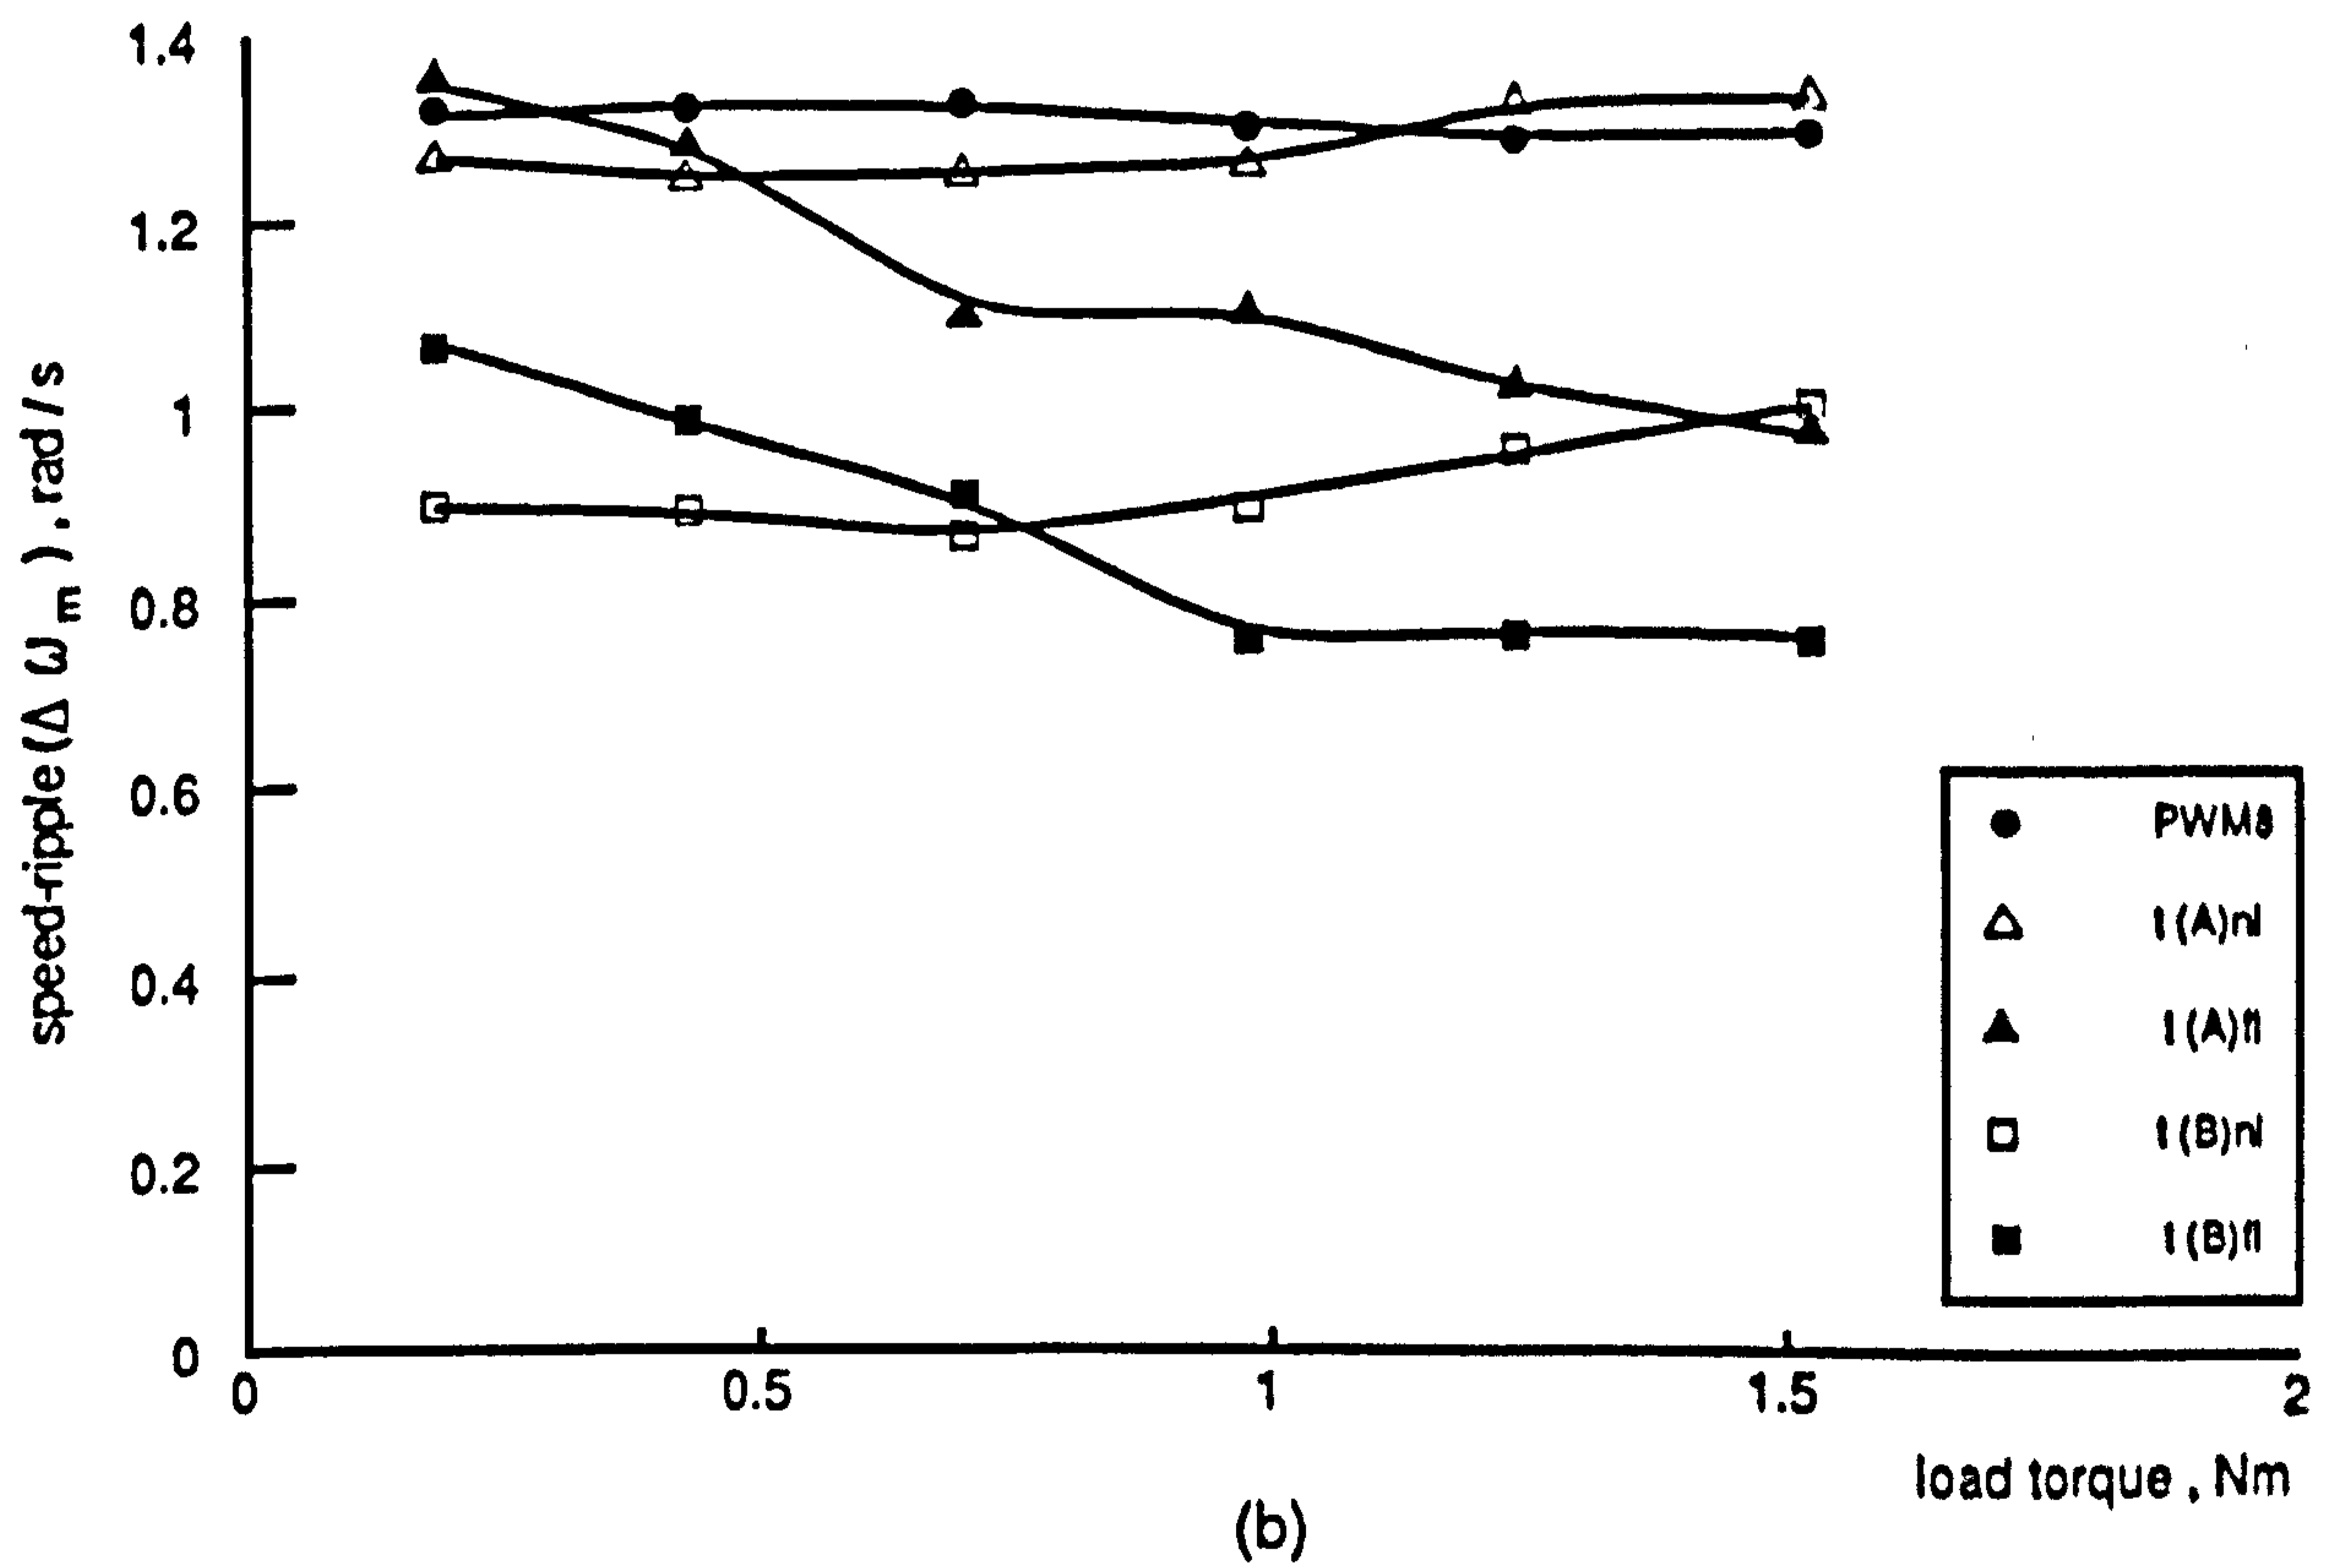 1.4
1.2
1
0.8
0.6
0.4
0.2
0
speed-ripple (Δ ω m ), rad / s
0
0.5
1
1.5
2
load torque , Nm
PWM8
t (A)nl
t (A)fl
t (B)nl
t (B)fl
(b)